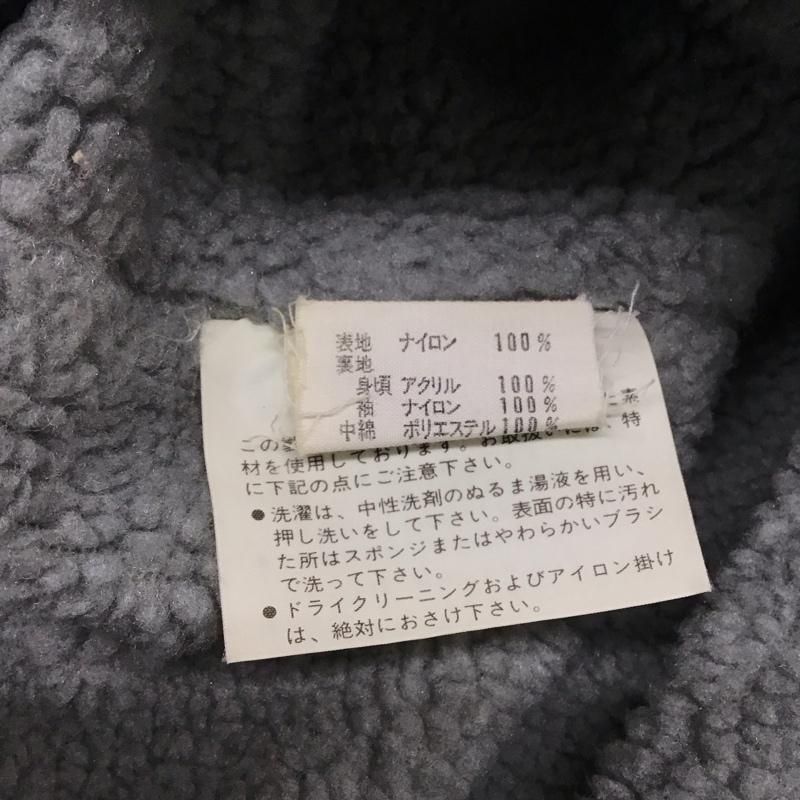 表地 ナイロン 100%
裏地
身頃 アクリル 100%
袖 ナイロン 100%
中綿 ポリエステル 100%
素
この
特
材を使用しております。お取扱いには、
に下記の点にご注意下さい。
●洗濯は、中性洗剤のぬるま湯液を用い、
押し洗いをして下さい。表面の特に汚れ
た所はスポンジまたはやわらかいブラシ
で洗って下さい。
●ドライクリーニングおよびアイロン掛け
は、絶対におさけ下さい。